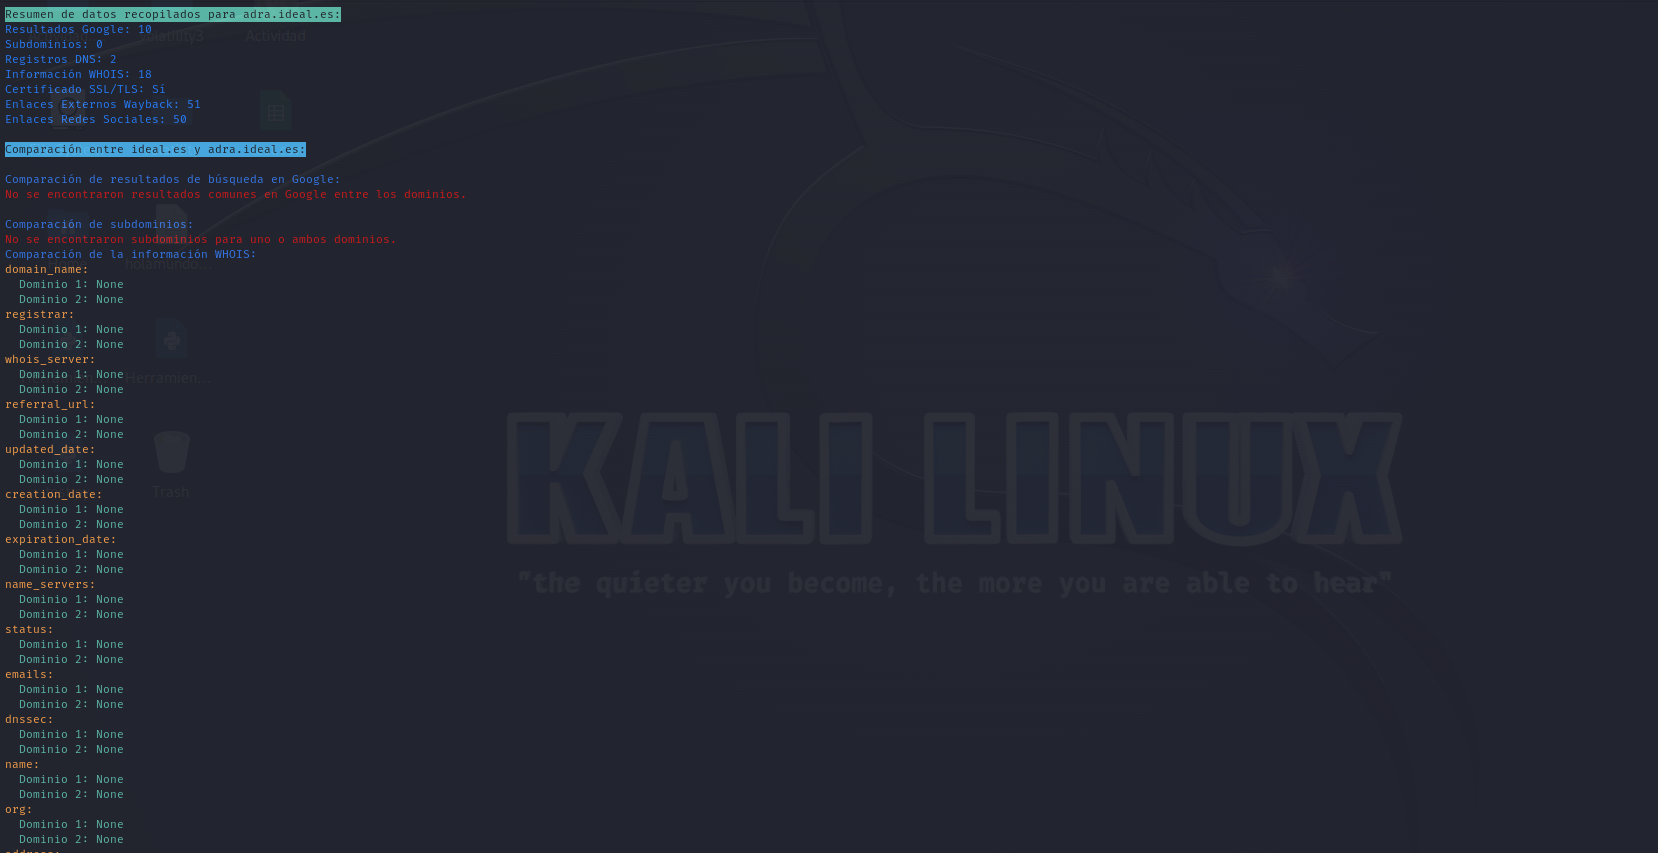 Resumen de datos recopilados para adra.ideal.es:
Resultados Google: 10
Subdominios: 0
Registros DNS: 2
Información WHOIS: 18
Certificado SSL/TLS: Sí
Enlaces Externos Wayback: 51
Enlaces Redes Sociales: 50
Comparación entre ideal.es y adra.ideal.es:
Comparación de resultados de búsqueda en Google:
No se encontraron resultados comunes en Google entre los dominios.
Comparación de subdominios:
No se encontraron subdominios para uno o ambos dominios.
Comparación de la información WHOIS:
domain_name:
Dominio 1: None
Dominio 2: None
registrar:
Dominio 1: None
Dominio 2: None
whois_server:
Dominio 1: None
Dominio 2: None
referral_url:
Dominio 1: None
Dominio 2: None
updated_date:
Dominio 1: None
Dominio 2: None
creation_date:
Dominio 1: None
Dominio 2: None
expiration_date:
Dominio 1: None
Dominio 2: None
name_servers:
Dominio 1: None
Dominio 2: None
status:
Dominio 1: None
Dominio 2: None
emails:
Dominio 1: None
Dominio 2: None
dnssec:
Dominio 1: None
Dominio 2: None
name:
Dominio 1: None
Dominio 2: None
org:
Dominio 1: None
Dominio 2: None
Actividad
holamundo...
Herramien...
Trash
KALI LINUX
"the quieter you become, the more you are able to hear"